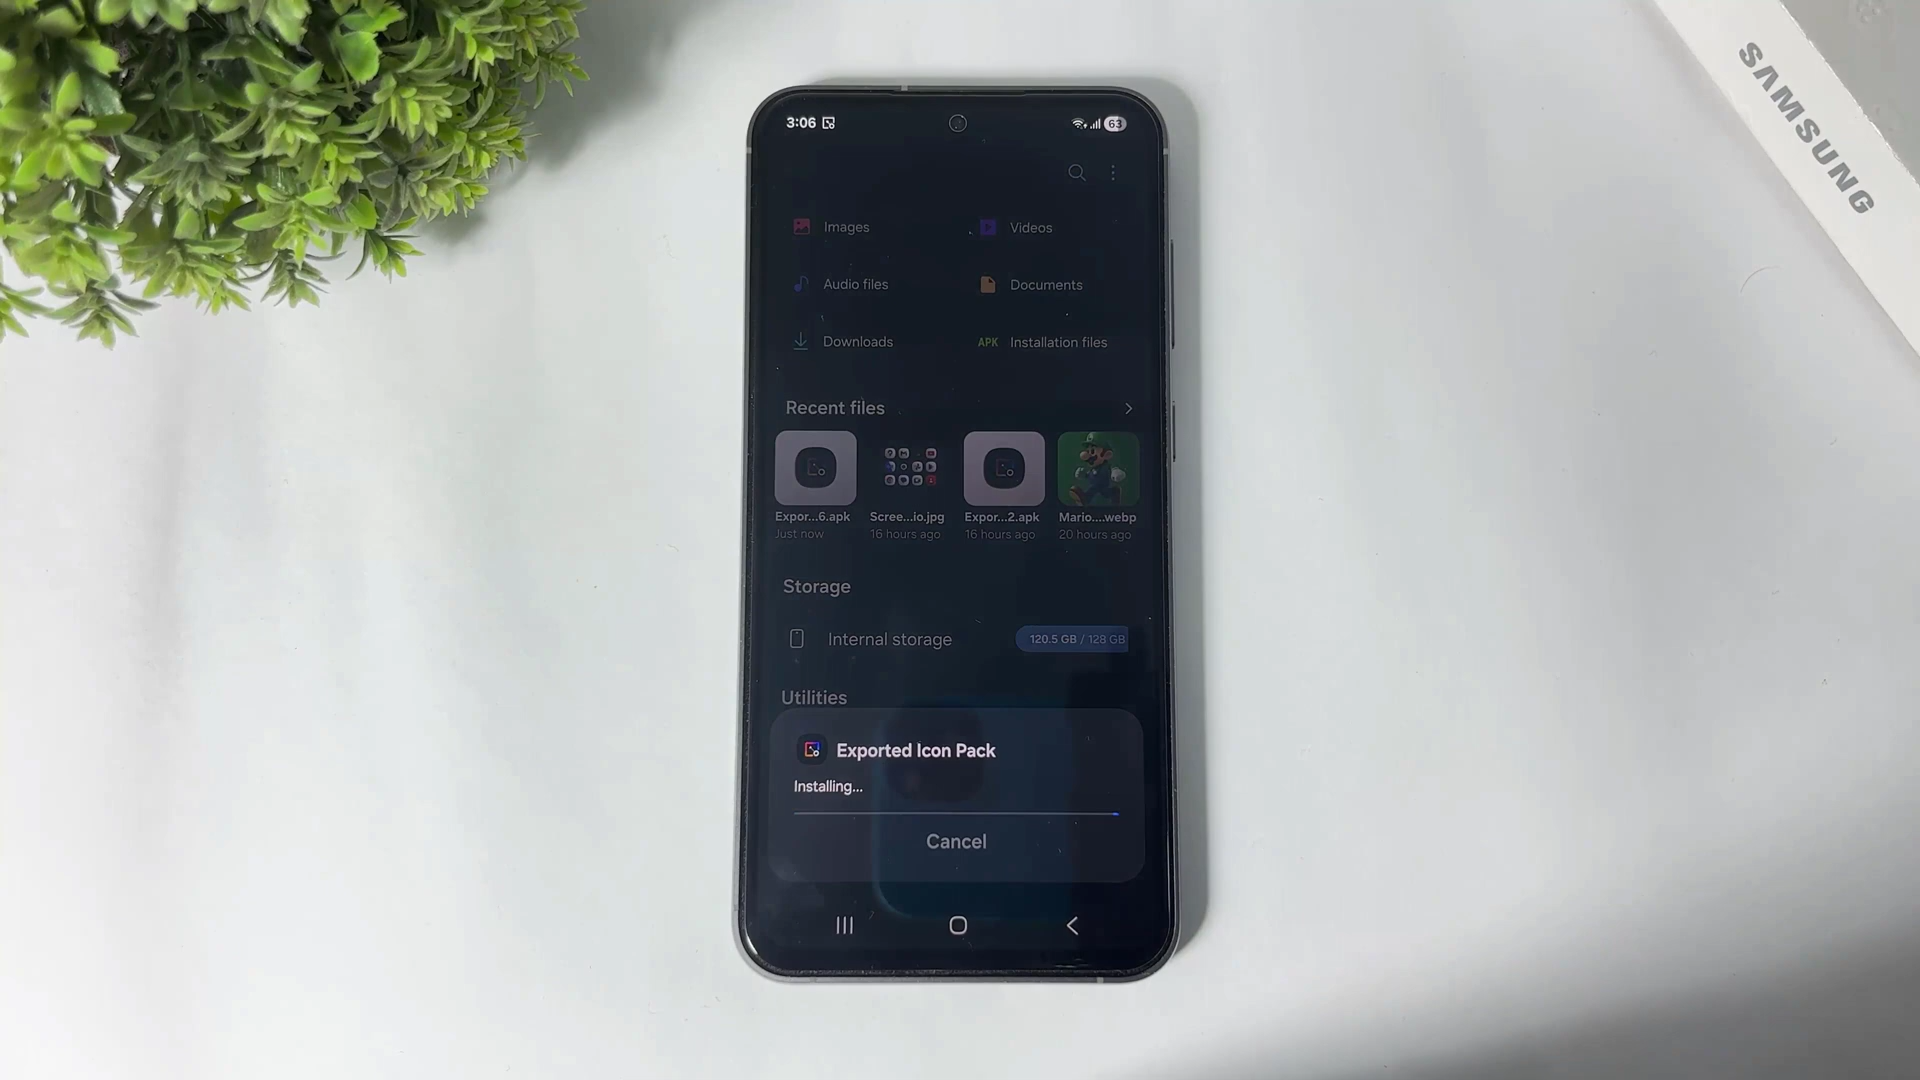 SAMSUNG
3:06
63
Images
Videos
Audio files
Documents
Downloads
APK Installation files
Recent files
Expor...6.apk
Just now
Scree...io.jpg
16 hours ago
Expor...2.apk
16 hours ago
Mario....webp
20 hours ago
Storage
Internal storage
120.5 GB / 128 GB
Utilities
Exported Icon Pack
Installing...
Cancel